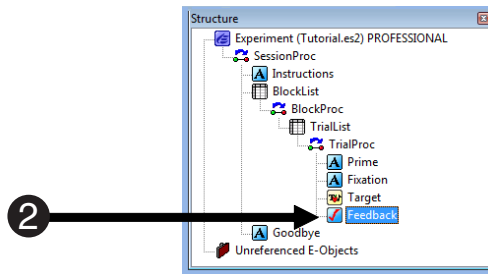 Structure
Experiment (Tutorial.es2) PROFESSIONAL
SessionProc
Instructions
BlockList
BlockProc
TrialList
TrialProc
Prime
Fixation
Target
2 Feedback
Goodbye
Unreferenced E-Objects